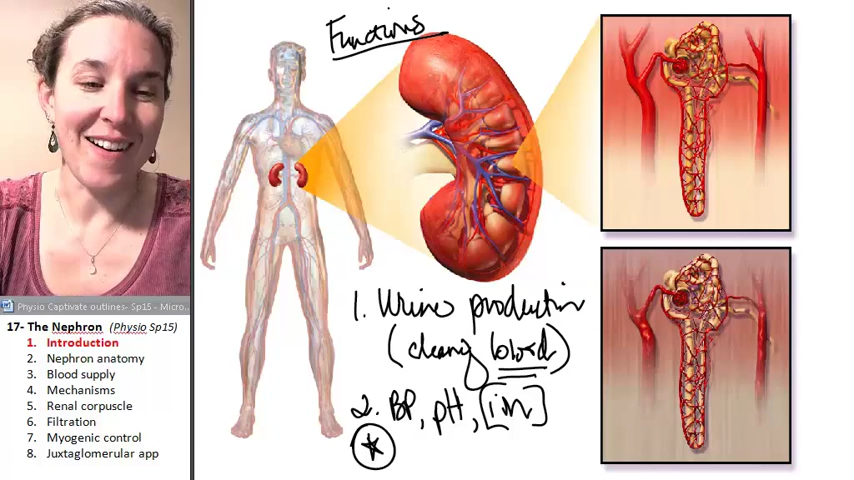 Functions
Physio Captivate outlines- Sp15 - Micro...
17- The Nephron (Physio Sp15)
1. Introduction
2. Nephron anatomy
3. Blood supply
4. Mechanisms
5. Renal corpuscle
6. Filtration
7. Myogenic control
8. Juxtaglomerular app
1. Urine production
(cleaning blood)
2. BP, pH, [ion]